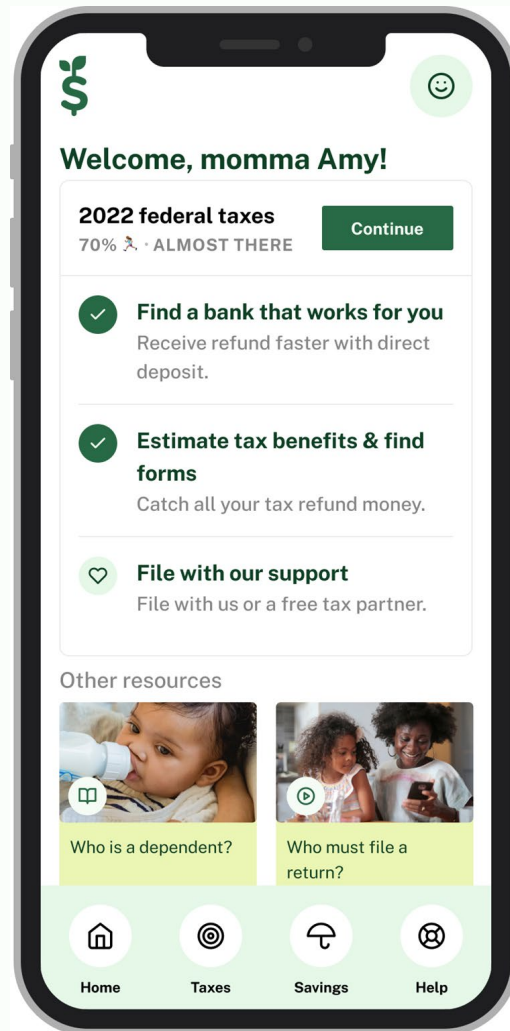 Welcome, momma Amy!
2022 federal taxes
70% 🏃🏻‍♀️ · ALMOST THERE
Continue
Find a bank that works for you
Receive refund faster with direct
deposit.
Estimate tax benefits & find
forms
Catch all your tax refund money.
File with our support
File with us or a free tax partner.
Other resources
Who is a dependent?
Who must file a
return?
Home
Taxes
Savings
Help